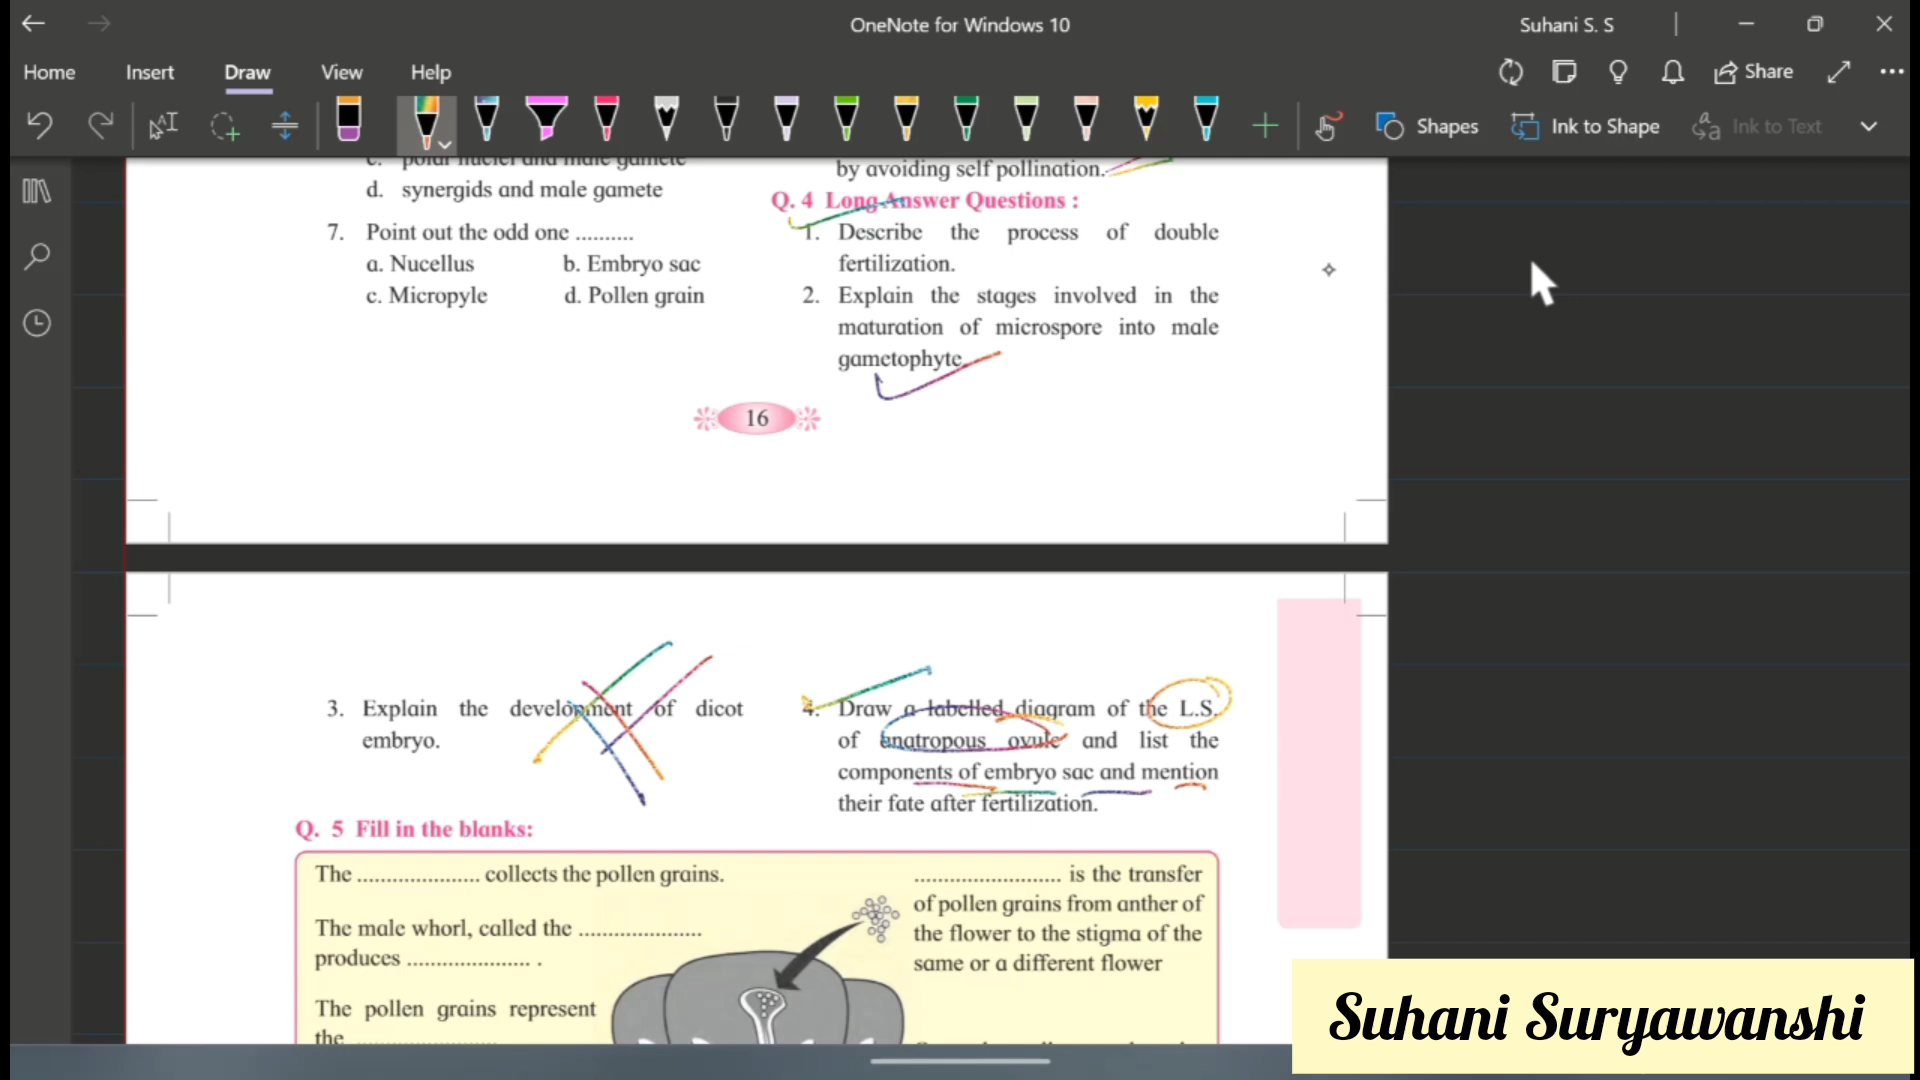 OneNote for Windows 10
Suhani S. S
Home Insert Draw View Help
Share
Shapes
Ink to Shape
Ink to Text
c. polar nuclei and male gamete
d. synergids and male gamete
7. Point out the odd one ..........
a. Nucellus b. Embryo sac
c. Micropyle d. Pollen grain
by avoiding self pollination.
Q. 4 Long Answer Questions :
1. Describe the process of double
fertilization.
2. Explain the stages involved in the
maturation of microspore into male
gametophyte.
16
3. Explain the development of dicot
embryo.
4. Draw a labelled diagram of the L.S.
of anatropous ovule and list the
components of embryo sac and mention
their fate after fertilization.
Q. 5 Fill in the blanks:
The ..................... collects the pollen grains.
The male whorl, called the .....................
produces ..................... .
The pollen grains represent
the ........................
........................ is the transfer
of pollen grains from anther of
the flower to the stigma of the
same or a different flower
Suhani Suryawanshi